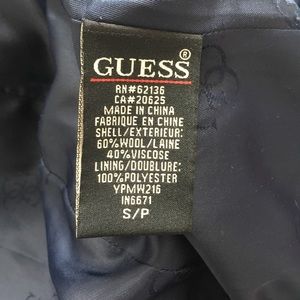 GUESS®
RN#62136
CA#20625
MADE IN CHINA
FABRIQUE EN CHINE
SHELL/EXTERIEUR:
60%WOOL/LAINE
40%VISCOSE
LINING/DOUBLURE:
100%POLYESTER
YPMW216
IN6671
S/P